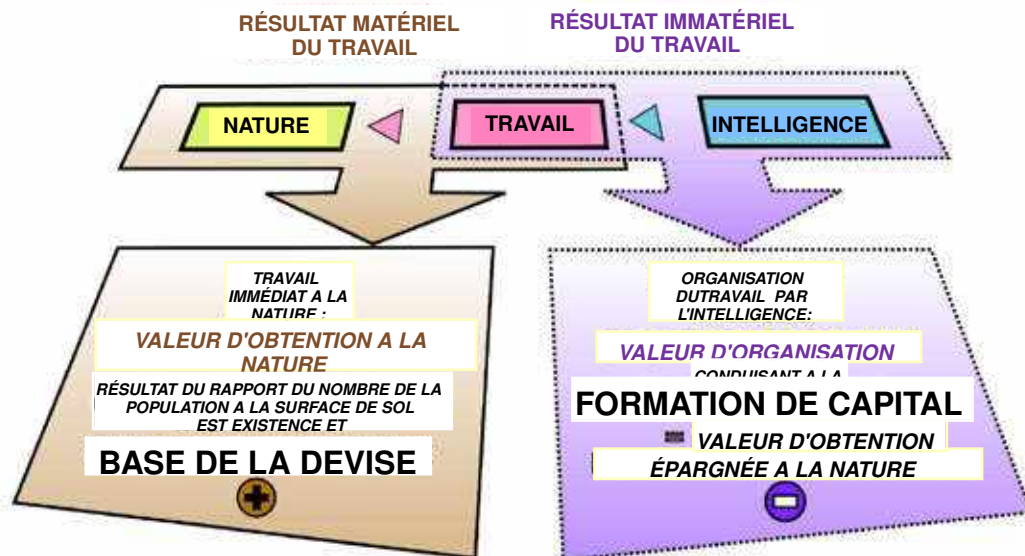 RÉSULTAT MATÉRIEL
DU TRAVAIL
RÉSULTAT IMMATÉRIEL
DU TRAVAIL
NATURE
TRAVAIL
INTELLIGENCE
TRAVAIL
IMMÉDIAT A LA
NATURE :
VALEUR D'OBTENTION A LA
NATURE
RÉSULTAT DU RAPPORT DU NOMBRE DE LA
POPULATION A LA SURFACE DE SOL
EST EXISTENCE ET
BASE DE LA DEVISE
ORGANISATION
DUTRAVAIL PAR
L'INTELLIGENCE:
VALEUR D'ORGANISATION
CONDUISANT A LA
FORMATION DE CAPITAL
= VALEUR D'OBTENTION
ÉPARGNÉE A LA NATURE